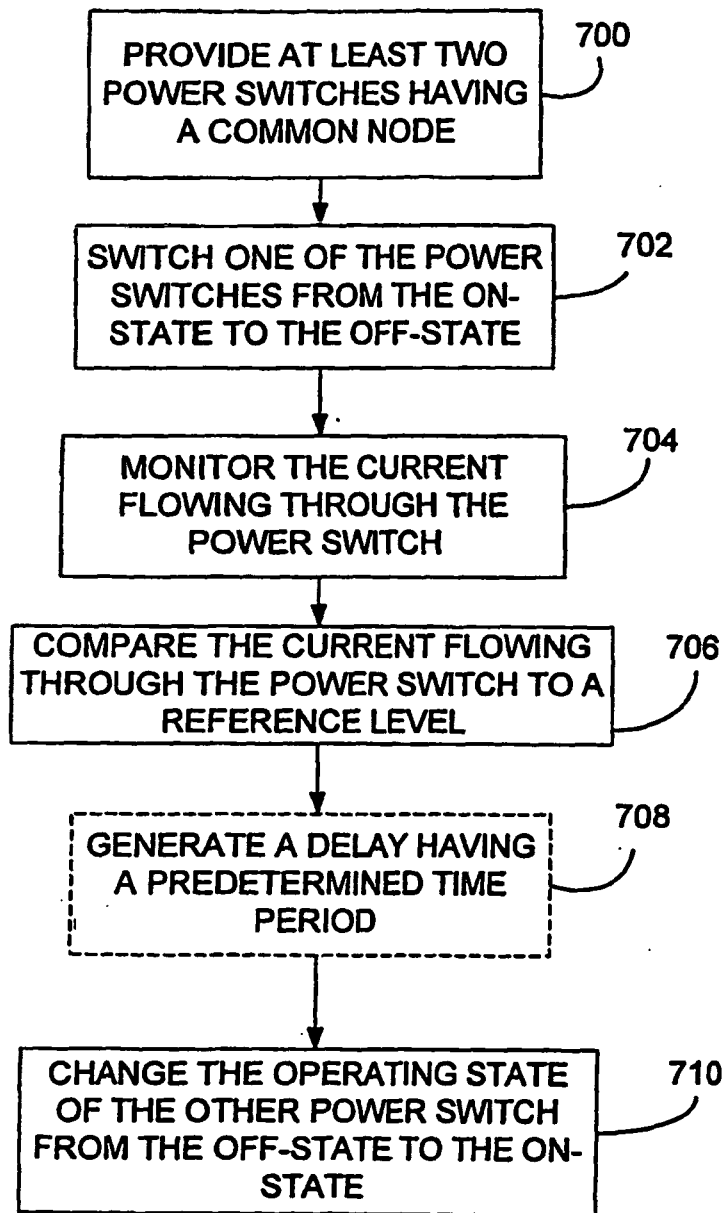 PROVIDE AT LEAST TWO
POWER SWITCHES HAVING
A COMMON NODE
700
SWITCH ONE OF THE POWER
SWITCHES FROM THE ON-
STATE TO THE OFF-STATE
702
MONITOR THE CURRENT
FLOWING THROUGH THE
POWER SWITCH
704
COMPARE THE CURRENT FLOWING
THROUGH THE POWER SWITCH TO A
REFERENCE LEVEL
706
GENERATE A DELAY HAVING
A PREDETERMINED TIME
PERIOD
708
CHANGE THE OPERATING STATE
OF THE OTHER POWER SWITCH
FROM THE OFF-STATE TO THE ON-
STATE
710